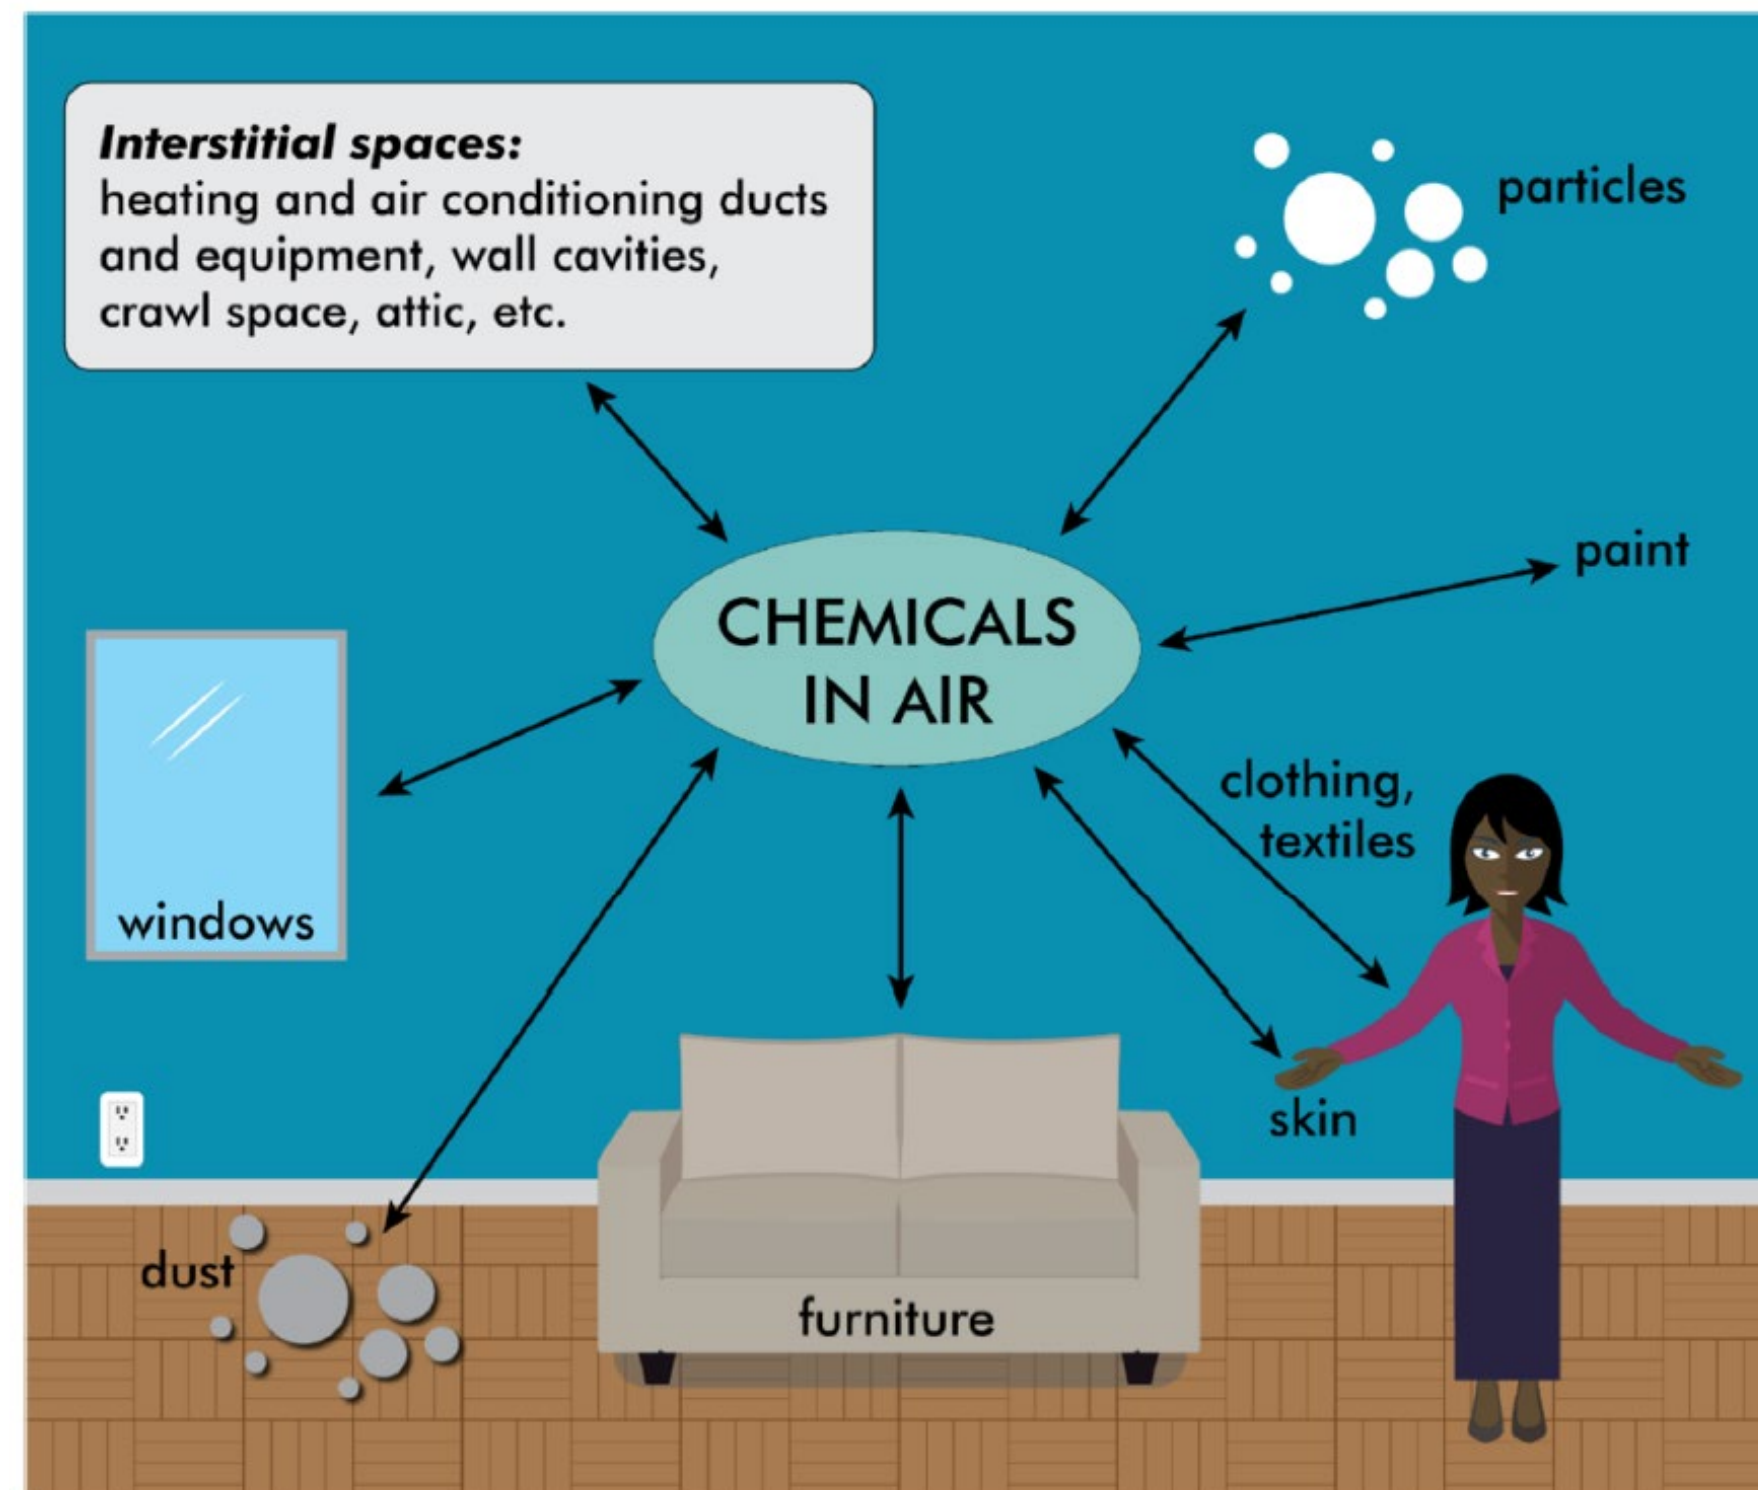 Interstitial spaces:
heating and air conditioning ducts
and equipment, wall cavities,
crawl space, attic, etc.
particles
paint
CHEMICALS
IN AIR
clothing,
textiles
windows
skin
dust
furniture